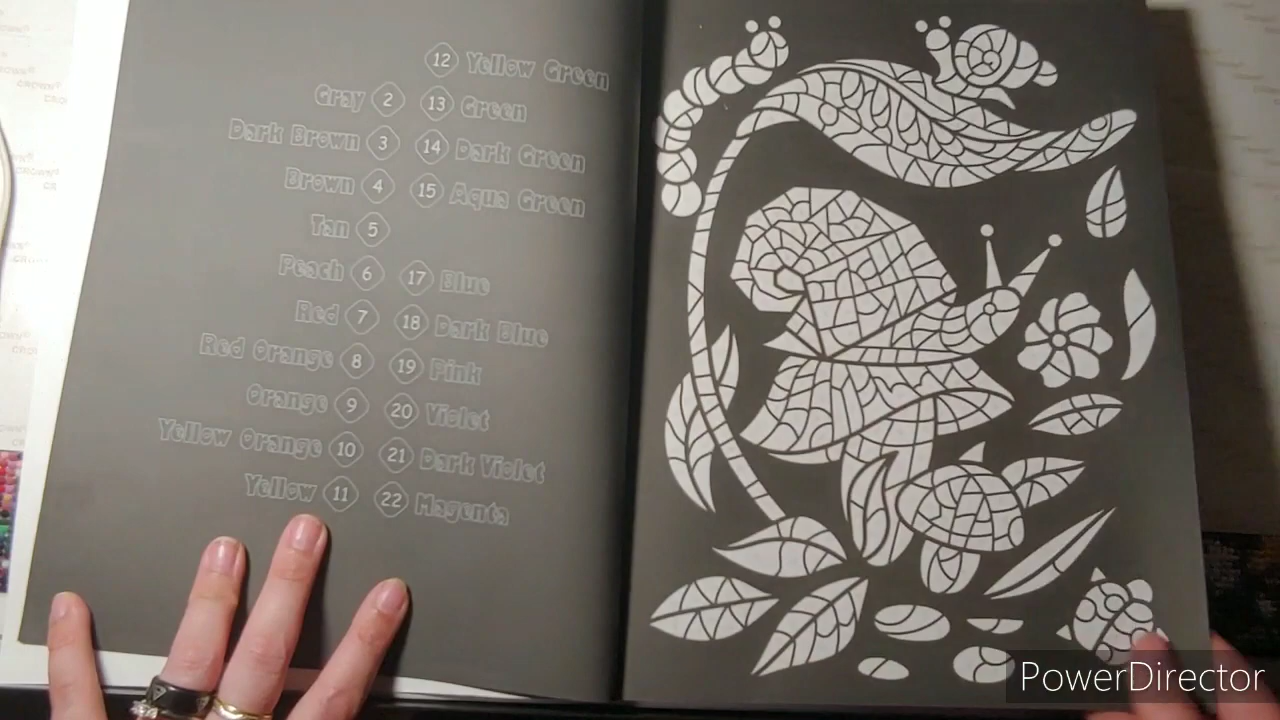 12 Yellow Green
Gray 2 13 Green
Dark Brown 3 14 Dark Green
Brown 4 15 Aqua Green
Tan 5
Peach 6 17 Blue
Red 7 18 Dark Blue
Red Orange 8 19 Pink
Orange 9 20 Violet
Yellow Orange 10 21 Dark Violet
Yellow 11 22 Magenta
PowerDirector